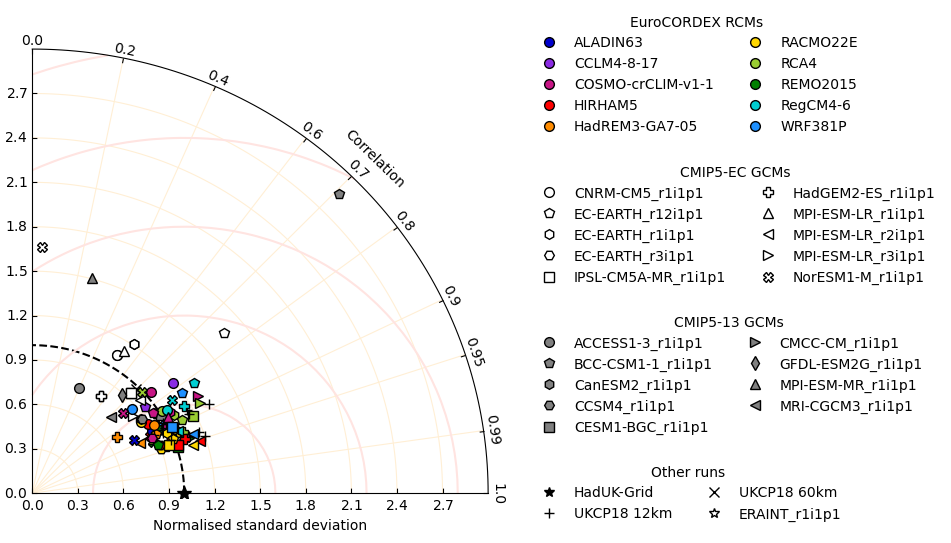 0.0
0.2
0.4
0.6
Correlation
0.7
0.8
0.9
0.95
0.99
1.0
2.7
2.4
2.1
1.8
1.5
1.2
0.9
0.6
0.3
0.0
0.0 0.3 0.6 0.9 1.2 1.5 1.8 2.1 2.4 2.7
Normalised standard deviation
EuroCORDEX RCMs
ALADIN63 RACMO22E
CCLM4-8-17 RCA4
COSMO-crCLIM-v1-1 REMO2015
HIRHAM5 RegCM4-6
HadREM3-GA7-05 WRF381P
CMIP5-EC GCMs
CNRM-CM5_r1i1p1 HadGEM2-ES_r1i1p1
EC-EARTH_r12i1p1 MPI-ESM-LR_r1i1p1
EC-EARTH_r1i1p1 MPI-ESM-LR_r2i1p1
EC-EARTH_r3i1p1 MPI-ESM-LR_r3i1p1
IPSL-CM5A-MR_r1i1p1 NorESM1-M_r1i1p1
CMIP5-13 GCMs
ACCESS1-3_r1i1p1 CMCC-CM_r1i1p1
BCC-CSM1-1_r1i1p1 GFDL-ESM2G_r1i1p1
CanESM2_r1i1p1 MPI-ESM-MR_r1i1p1
CCSM4_r1i1p1 MRI-CGCM3_r1i1p1
CESM1-BGC_r1i1p1
Other runs
HadUK-Grid UKCP18 60km
UKCP18 12km ERAINT_r1i1p1